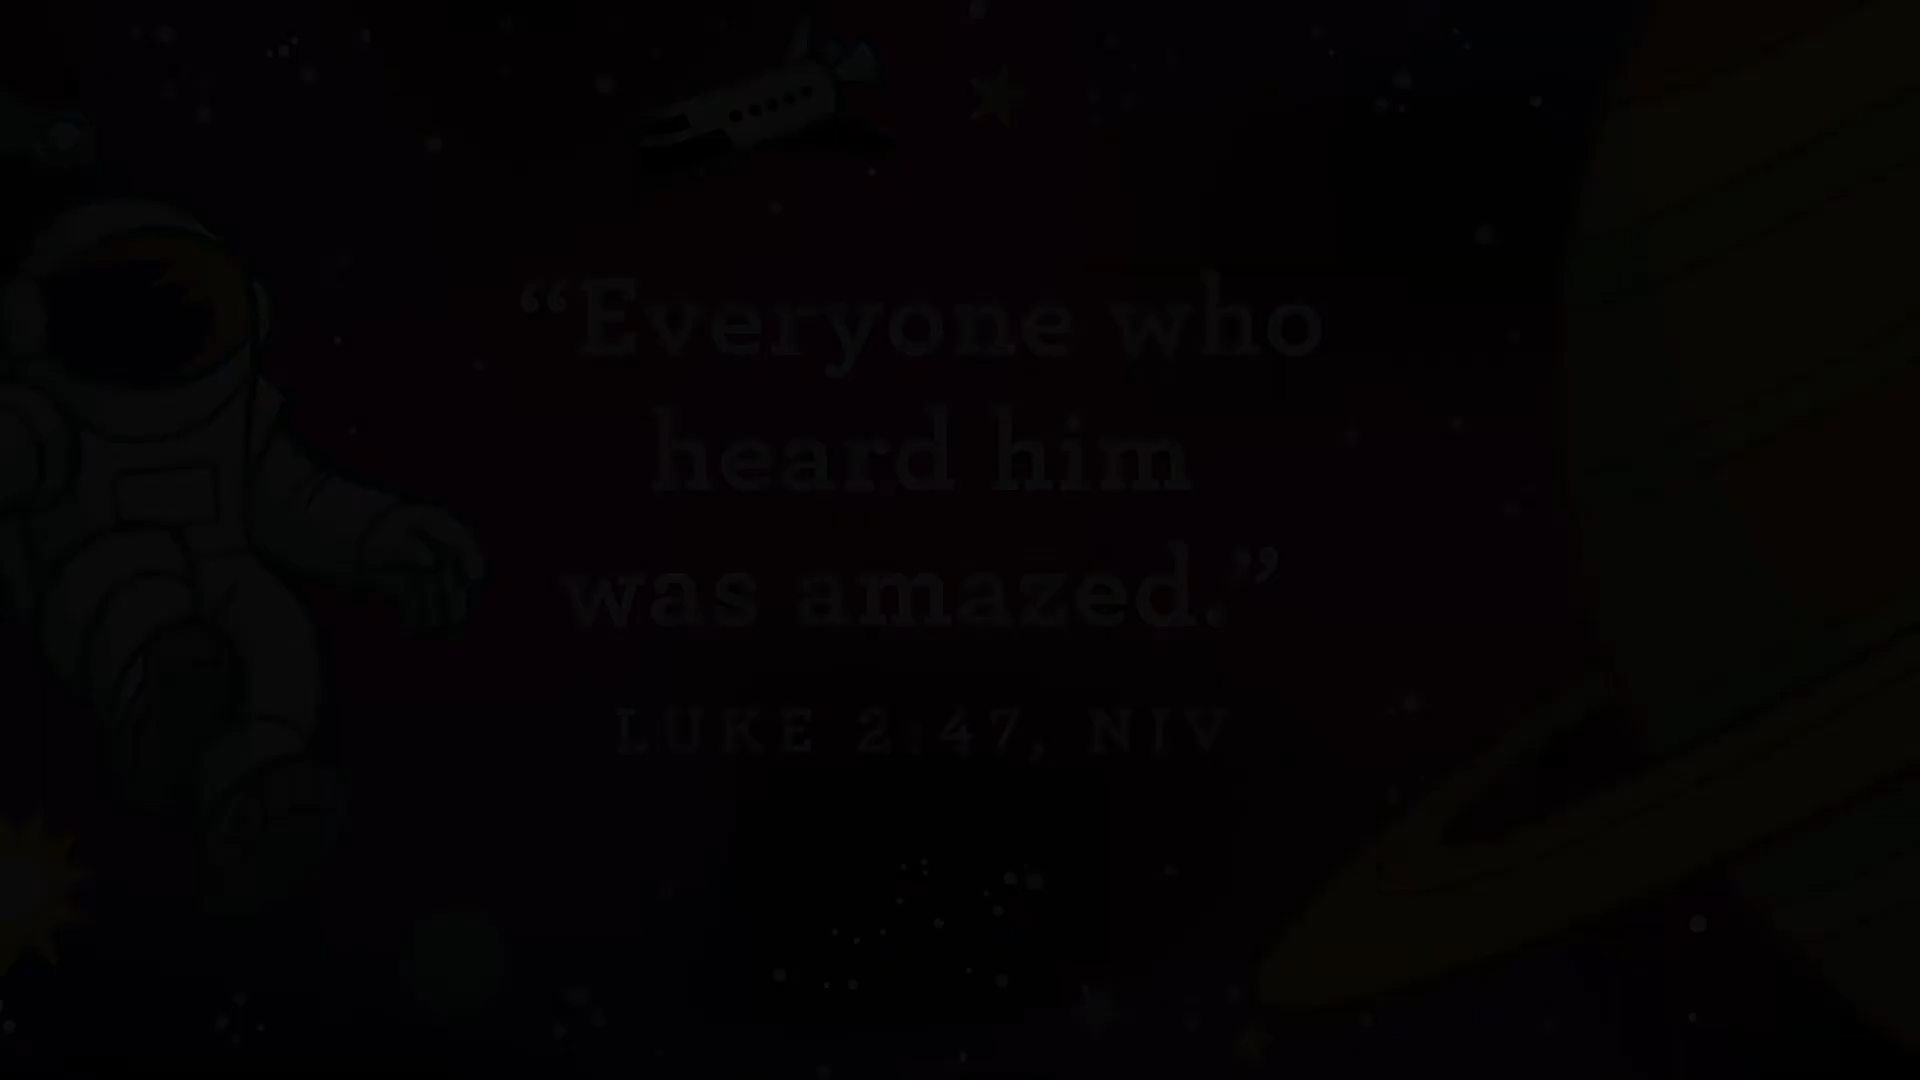 “Everyone who
heard him
was amazed.”
LUKE 2:47, NIV